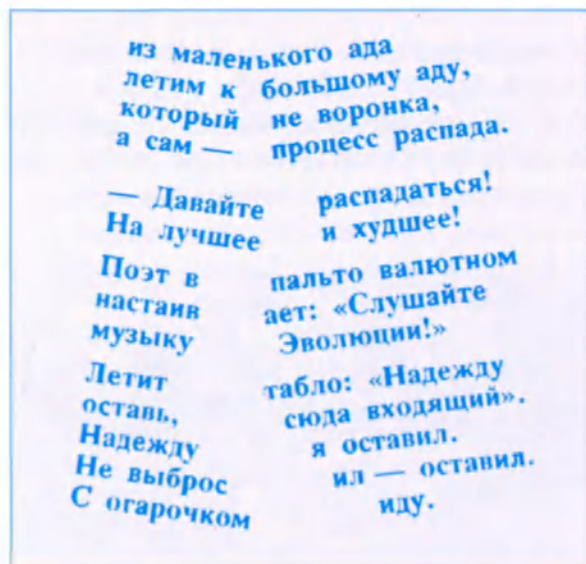 из маленького ада
летим к большому аду,
который не воронка,
а сам — процесс распада.
— Давайте распадаться!
На лучшее и худшее!
Поэт в пальто валютном
настаив ает: «Слушайте
музыку Эволюции!»
Летит табло: «Надежду
оставь, сюда входящий».
Надежду я оставил.
Не выброс ил — оставил.
С огарочком иду.